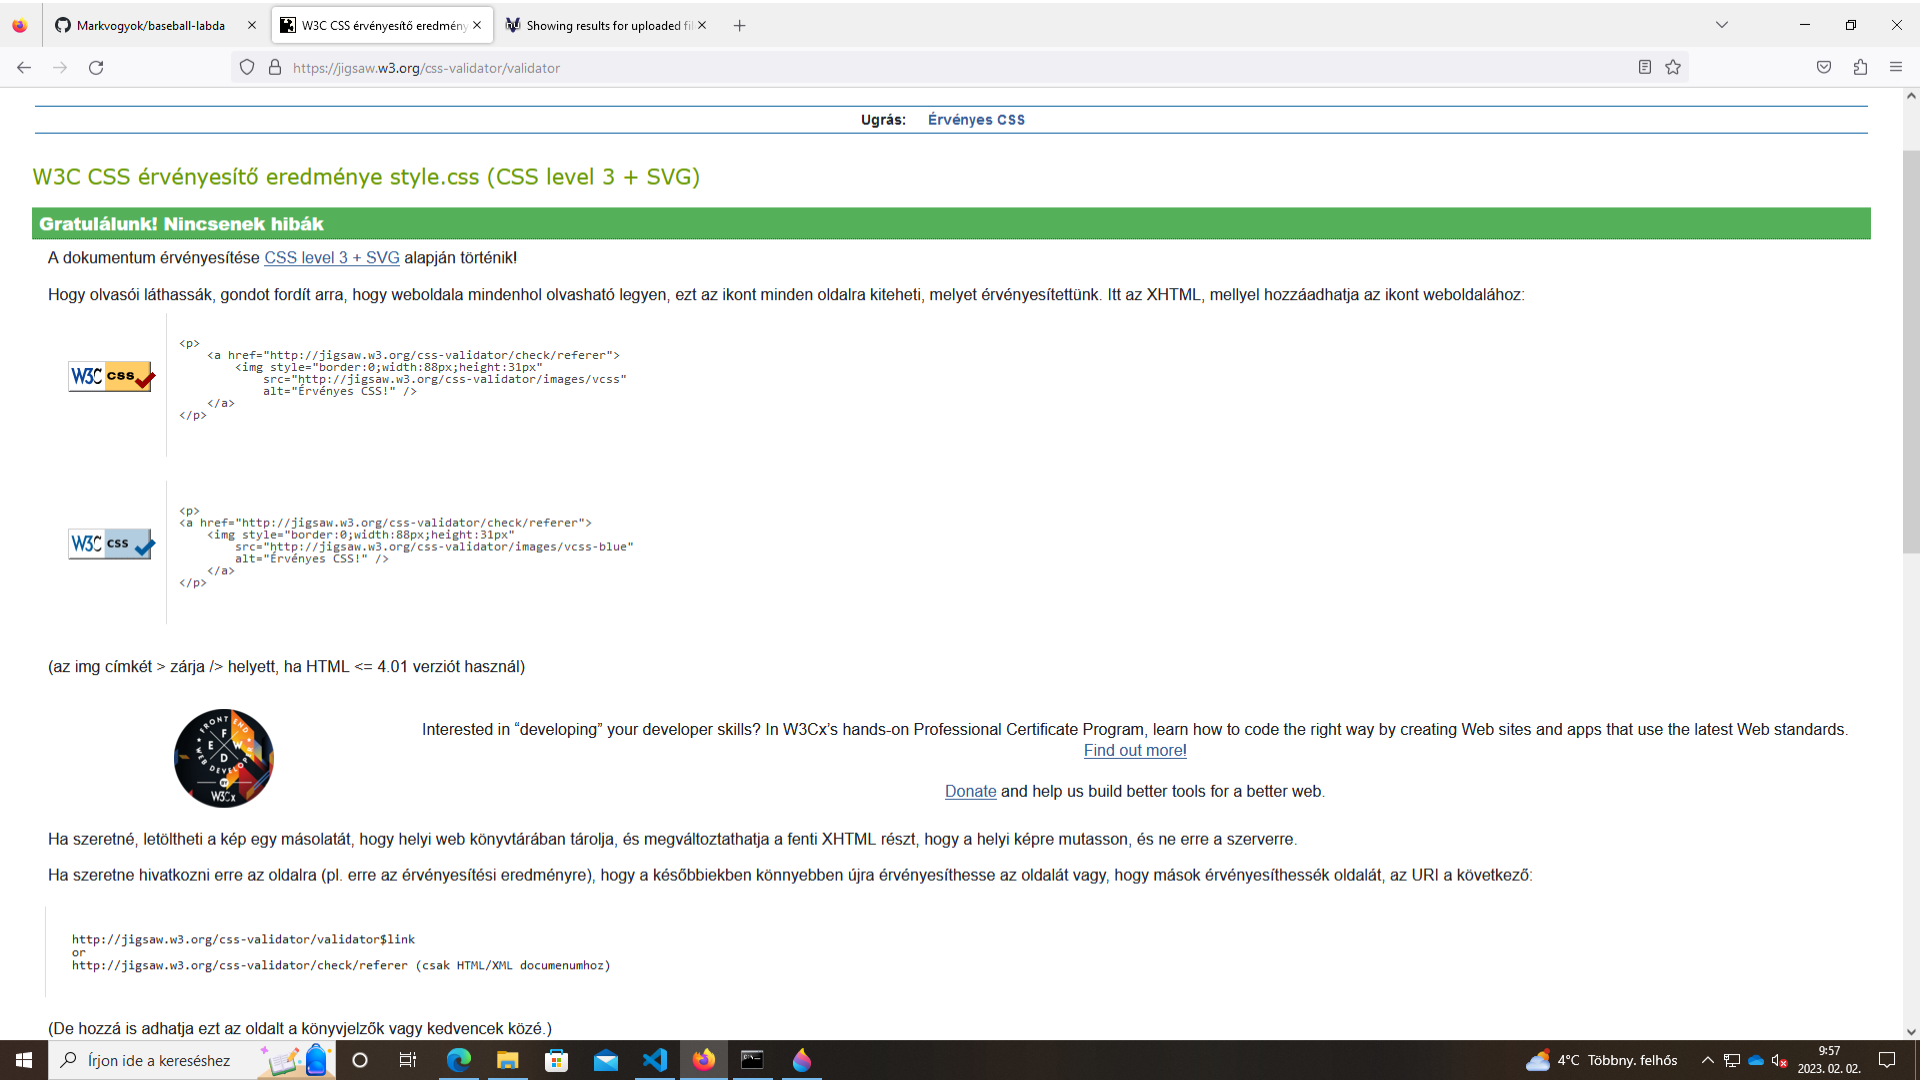 Markvogyok/baseball-labda
W3C CSS érvényesítő eredmény
Showing results for uploaded fil
https://jigsaw.w3.org/css-validator/validator
Ugrás: Érvényes CSS
W3C CSS érvényesítő eredménye style.css (CSS level 3 + SVG)
Gratulálunk! Nincsenek hibák
A dokumentum érvényesítése CSS level 3 + SVG alapján történik!
Hogy olvasói láthassák, gondot fordít arra, hogy weboldala mindenhol olvasható legyen, ezt az ikont minden oldalra kiteheti, melyet érvényesítettünk. Itt az XHTML, mellyel hozzáadhatja az ikont weboldalához:
W3C css
<p>
<a href="http://jigsaw.w3.org/css-validator/check/referer">
<img style="border:0;width:88px;height:31px"
src="http://jigsaw.w3.org/css-validator/images/vcss"
alt="Érvényes CSS!" />
</a>
</p>
W3C css
<p>
<a href="http://jigsaw.w3.org/css-validator/check/referer">
<img style="border:0;width:88px;height:31px"
src="http://jigsaw.w3.org/css-validator/images/vcss-blue"
alt="Érvényes CSS!" />
</a>
</p>
(az img címkét > zárja /> helyett, ha HTML <= 4.01 verziót használ)
FRONT END
F
E W
D
WEB DEVELOPER
W3Cx
Interested in “developing” your developer skills? In W3Cx’s hands-on Professional Certificate Program, learn how to code the right way by creating Web sites and apps that use the latest Web standards.
Find out more!
Donate and help us build better tools for a better web.
Ha szeretné, letöltheti a kép egy másolatát, hogy helyi web könyvtárában tárolja, és megváltoztathatja a fenti XHTML részt, hogy a helyi képre mutasson, és ne erre a szerverre.
Ha szeretne hivatkozni erre az oldalra (pl. erre az érvényesítési eredményre), hogy a későbbiekben könnyebben újra érvényesíthesse az oldalát vagy, hogy mások érvényesíthessék oldalát, az URI a következő:
http://jigsaw.w3.org/css-validator/validator$link
or
http://jigsaw.w3.org/css-validator/check/referer (csak HTML/XML documenumhoz)
(De hozzá is adhatja ezt az oldalt a könyvjelzők vagy kedvencek közé.)
Írjon ide a kereséshez
4°C Többny. felhős
9:57
2023. 02. 02.